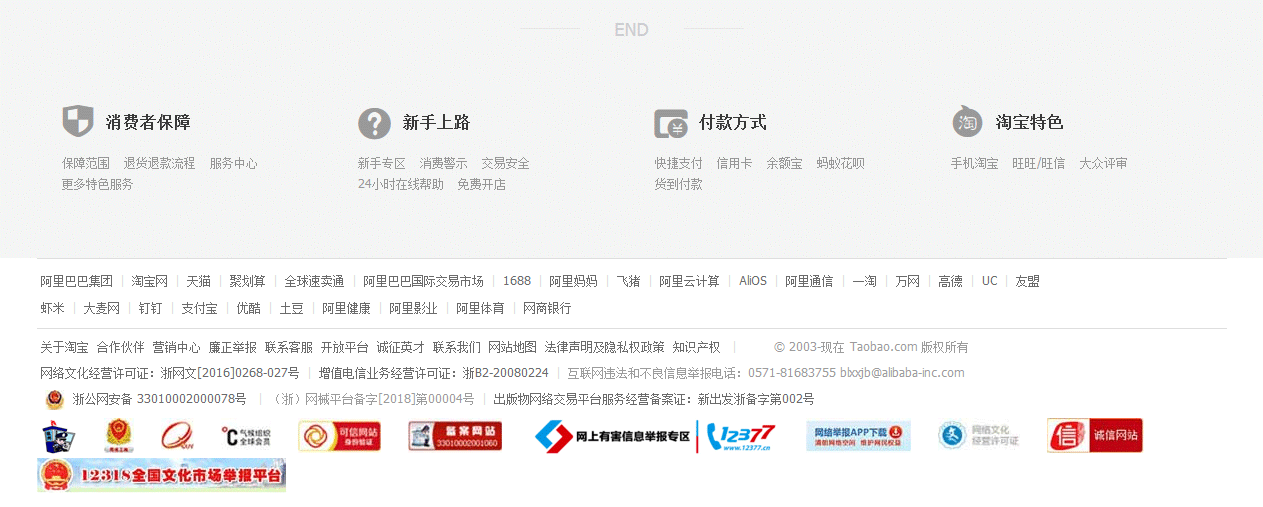 END
消费者保障 新手上路 付款方式 淘宝特色
保障范围 退货退款流程 服务中心 新手专区 消费警示 交易安全 快捷支付 信用卡 余额宝 蚂蚁花呗 手机淘宝 旺旺/旺信 大众评审
更多特色服务 24小时在线帮助 免费开店 货到付款
阿里巴巴集团 | 淘宝网 | 天猫 | 聚划算 | 全球速卖通 | 阿里巴巴国际交易市场 | 1688 | 阿里妈妈 | 飞猪 | 阿里云计算 | AliOS | 阿里通信 | 一淘 | 万网 | 高德 | UC | 友盟
虾米 | 大麦网 | 钉钉 | 支付宝 | 优酷 | 土豆 | 阿里健康 | 阿里影业 | 阿里体育 | 网商银行
关于淘宝 合作伙伴 营销中心 廉正举报 联系客服 开放平台 诚征英才 联系我们 网站地图 法律声明及隐私权政策 知识产权 | © 2003-现在 Taobao.com 版权所有
网络文化经营许可证：浙网文[2016]0268-027号 | 增值电信业务经营许可证：浙B2-20080224 | 互联网违法和不良信息举报电话：0571-81683755 blxxjb@alibaba-inc.com
浙公网安备 33010002000078号 | （浙）网械平台备字[2018]第00004号 | 出版物网络交易平台服务经营备案证：新出发浙备字第002号
℃ 气候组织 全球会员 可信网站 身份验证 备案网站 33010002001060 网上有害信息举报专区 12377 www.12377.cn 网络举报APP下载 清朗网络空间 维护网民权益 网络文化 经营许可证 信 诚信网站
12318全国文化市场举报平台